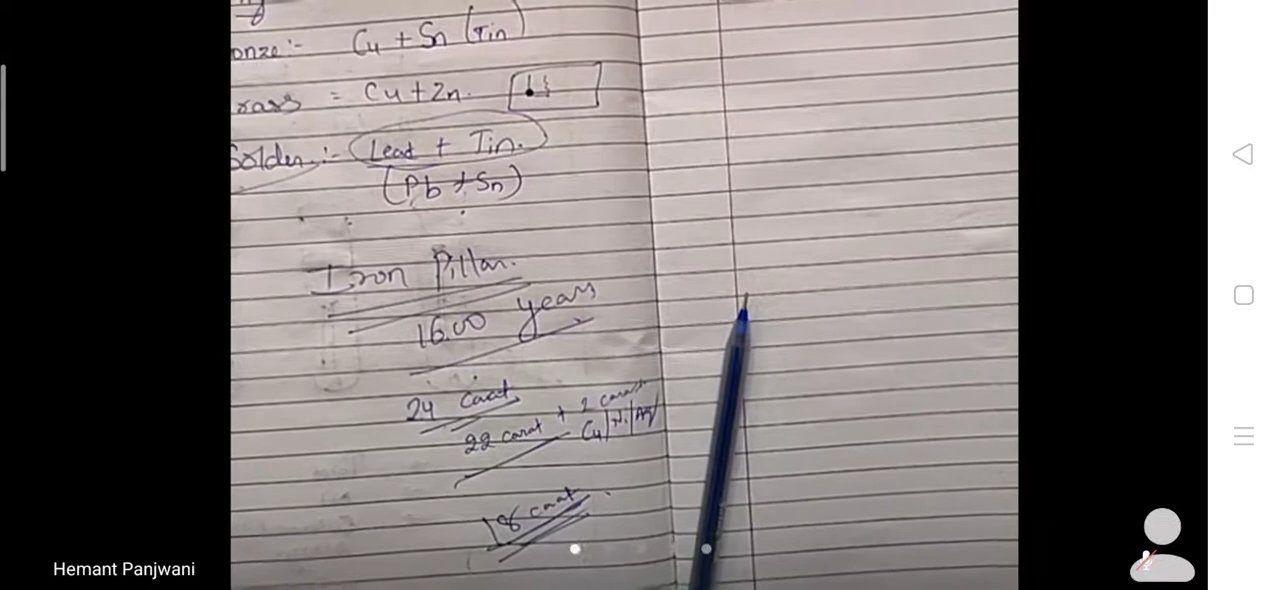 onze:- Cu + Sn (Tin)
rass = Cu + Zn.
Solder:- Lead + Tin.
(Pb + Sn)
Iron Pillar.
1600 years
24 carat
22 carat + 2 carat
Cu/Ni/Ag
18 carat
Hemant Panjwani